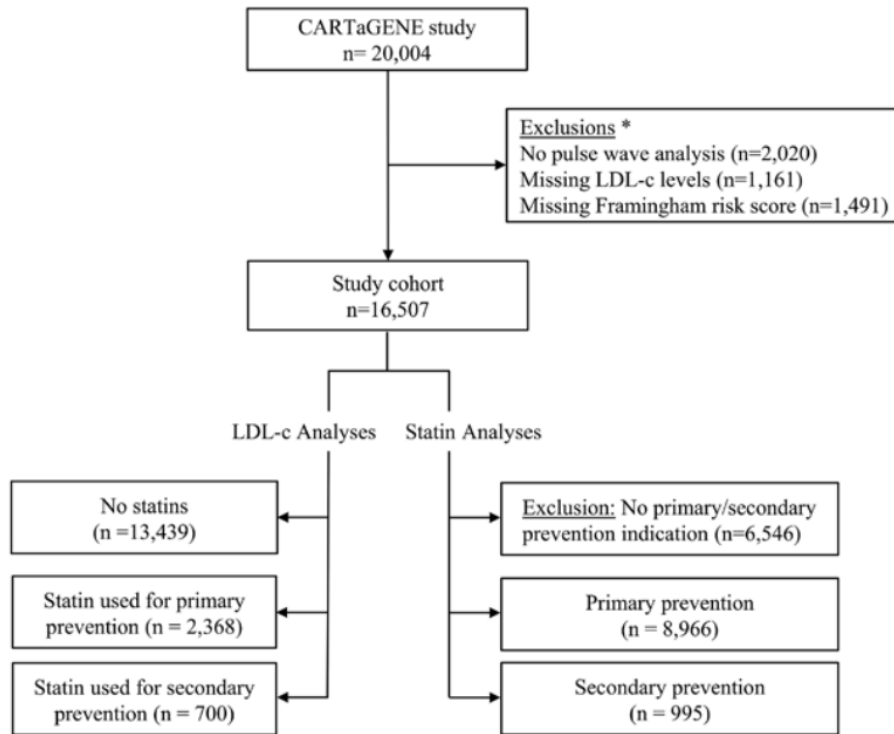 CARTaGENE study
n= 20,004
Exclusions *
No pulse wave analysis (n=2,020)
Missing LDL-c levels (n=1,161)
Missing Framingham risk score (n=1,491)
Study cohort
n=16,507
LDL-c Analyses
Statin Analyses
No statins
(n =13,439)
Statin used for primary
prevention (n = 2,368)
Statin used for secondary
prevention (n = 700)
Exclusion: No primary/secondary
prevention indication (n=6,546)
Primary prevention
(n = 8,966)
Secondary prevention
(n = 995)